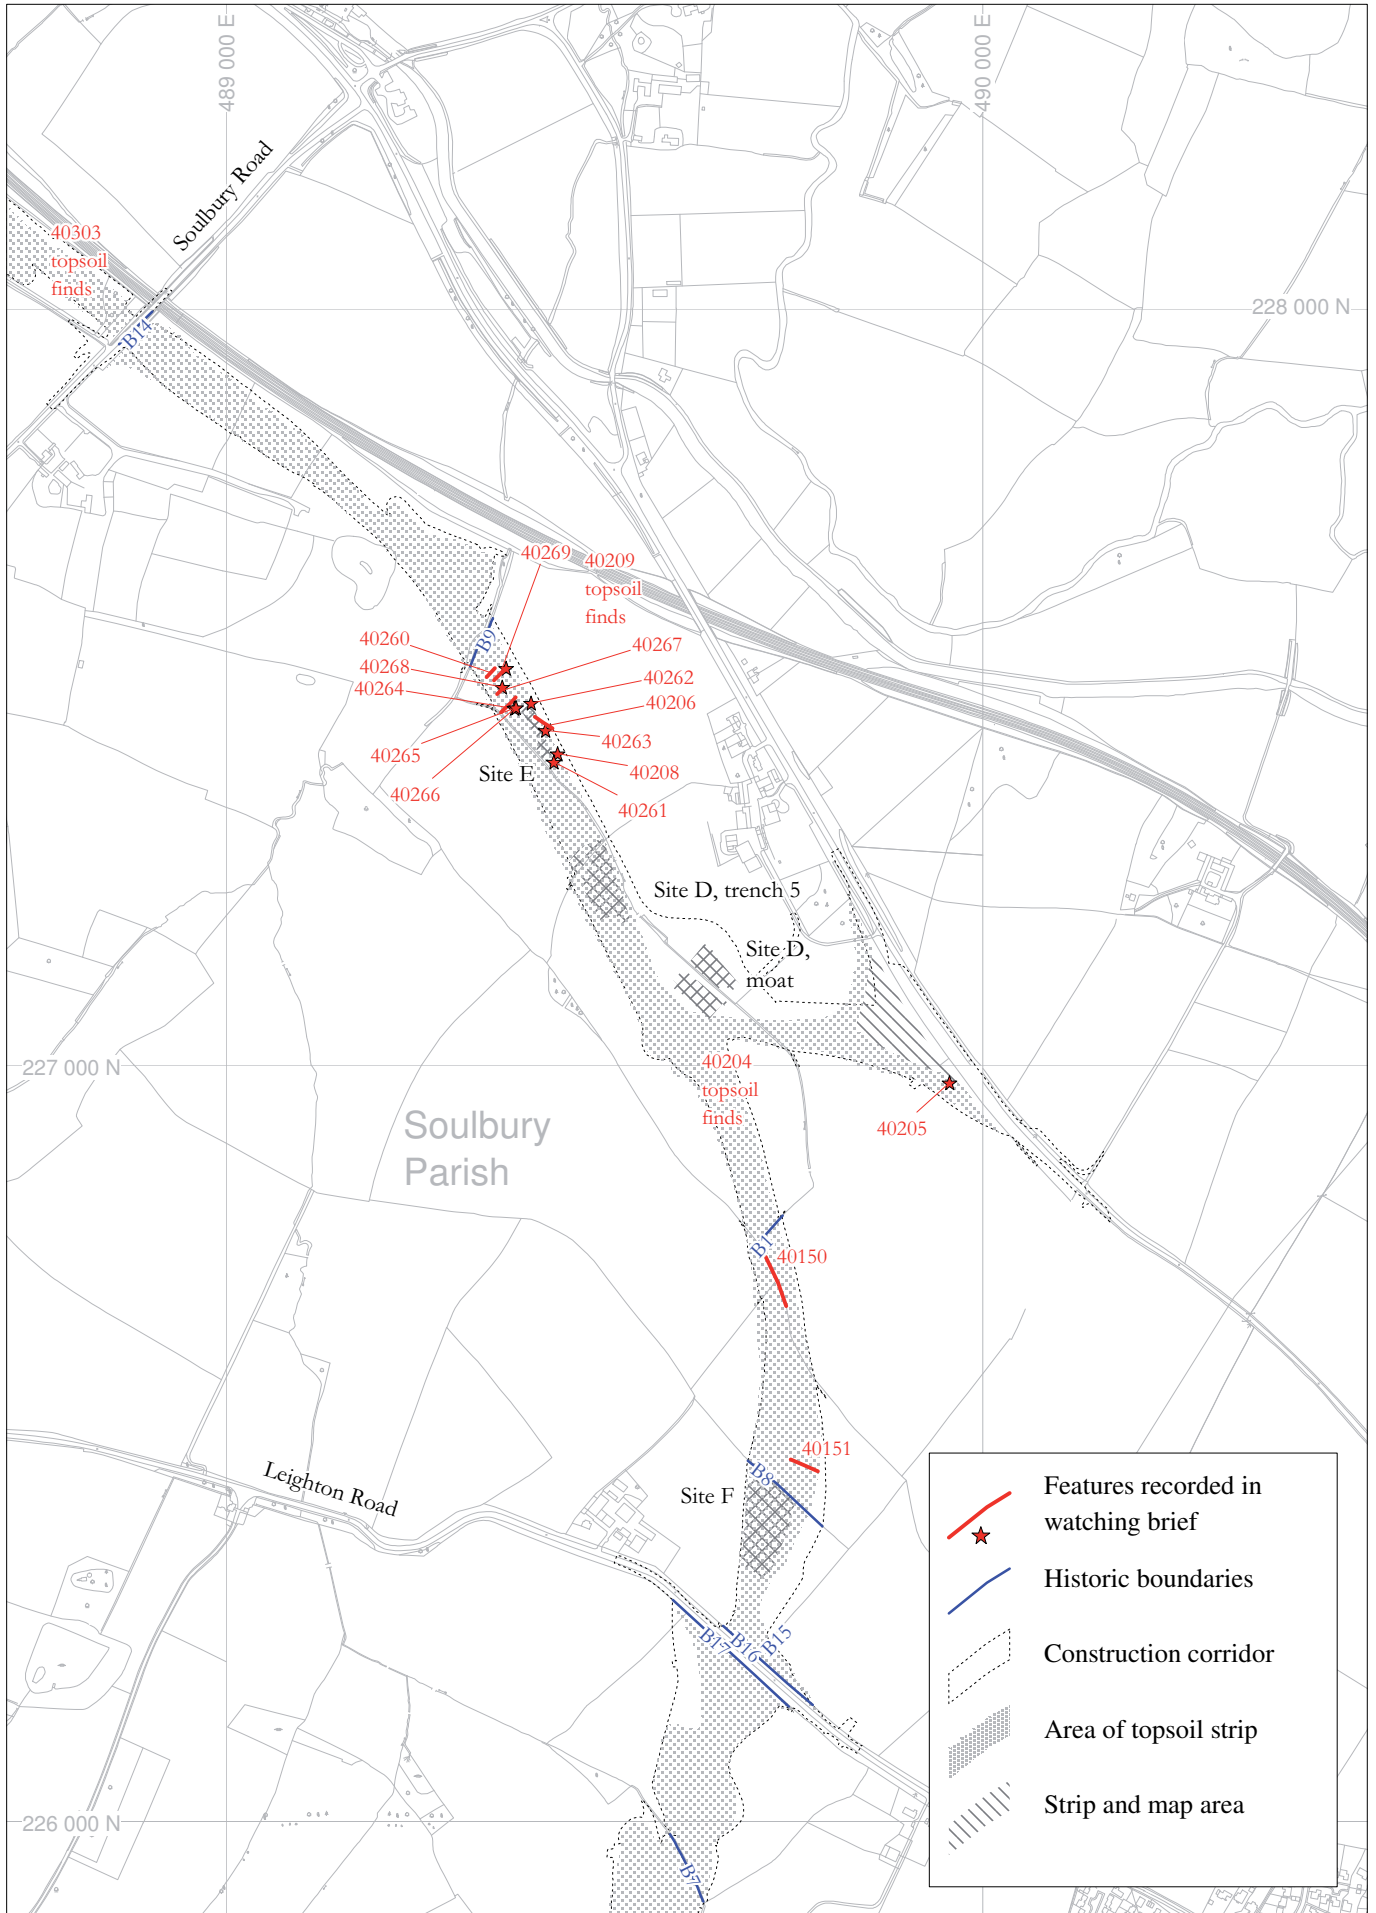 489 000 E
490 000 E
Soulbury Road
40303
topsoil
finds
B14
228 000 N
40269
40209
topsoil
finds
B9
40260
40267
40268
40262
40264
40206
40265
40263
Site E
40208
40266
40261
Site D, trench 5
Site D,
moat
227 000 N
40204
topsoil
finds
40205
Soulbury
Parish
B1
40150
40151
B8
Leighton Road
Site F
B17
B16
B15
226 000 N
B7
Features recorded in
watching brief
Historic boundaries
Construction corridor
Area of topsoil strip
Strip and map area